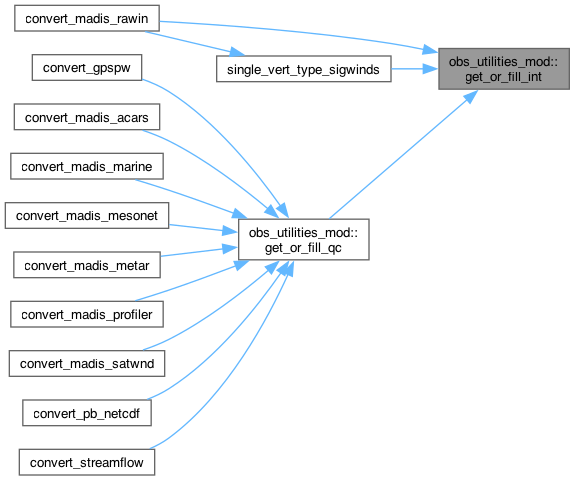 convert_madis_rawin
obs_utilities_mod::
get_or_fill_int
convert_gpspw
single_vert_type_sigwinds
convert_madis_acars
convert_madis_marine
convert_madis_mesonet
obs_utilities_mod::
get_or_fill_qc
convert_madis_metar
convert_madis_profiler
convert_madis_satwnd
convert_pb_netcdf
convert_streamflow